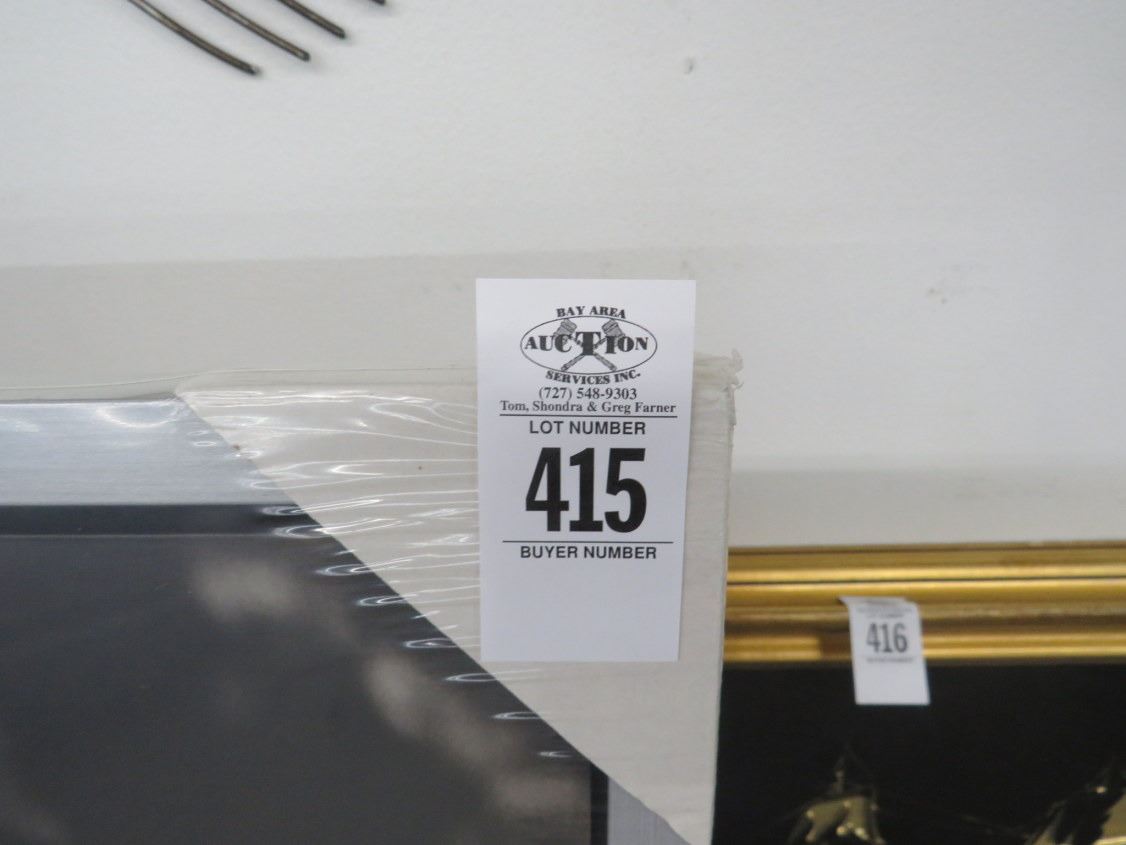 BAY AREA
AUCTION
SERVICES INC.
(727) 548-9303
Tom, Shondra & Greg Farner
LOT NUMBER
415
BUYER NUMBER
416